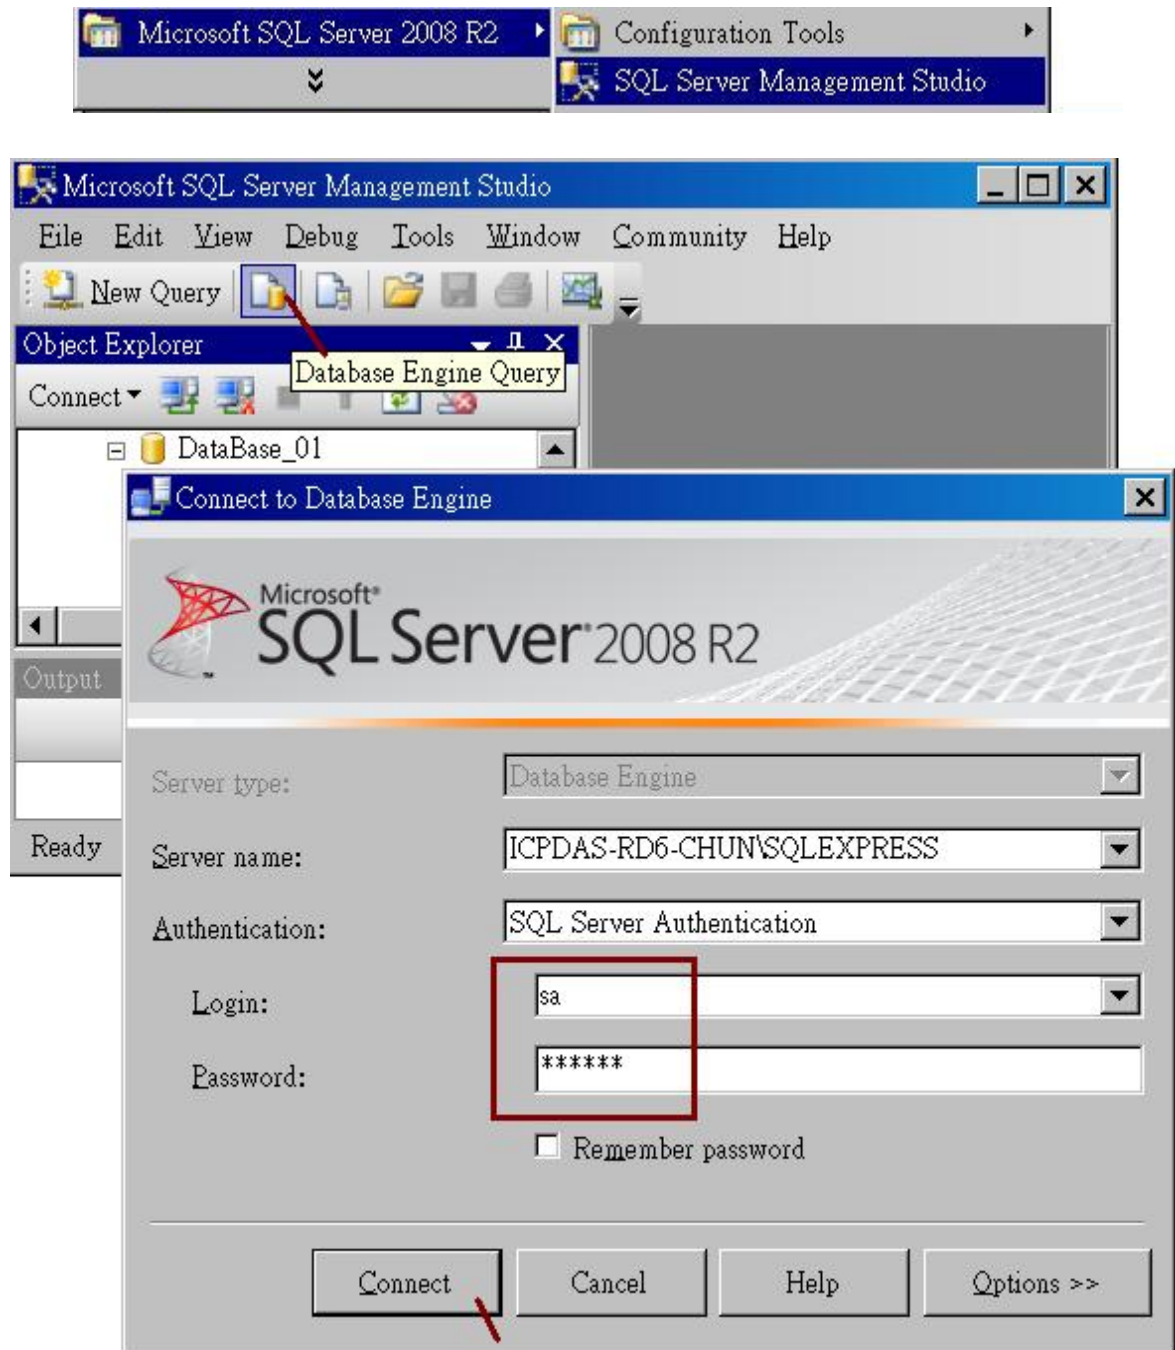 Microsoft SQL Server 2008 R2
Configuration Tools
SQL Server Management Studio
Microsoft SQL Server Management Studio
File Edit View Debug Tools Window Community Help
New Query
Object Explorer
Database Engine Query
Connect
DataBase_01
Connect to Database Engine
Microsoft®
SQL Server® 2008 R2
Output
Server type: Database Engine
Ready
Server name: ICPDAS-RD6-CHUN\SQLEXPRESS
Authentication: SQL Server Authentication
Login: sa
Password: ******
Remember password
Connect Cancel Help Options >>